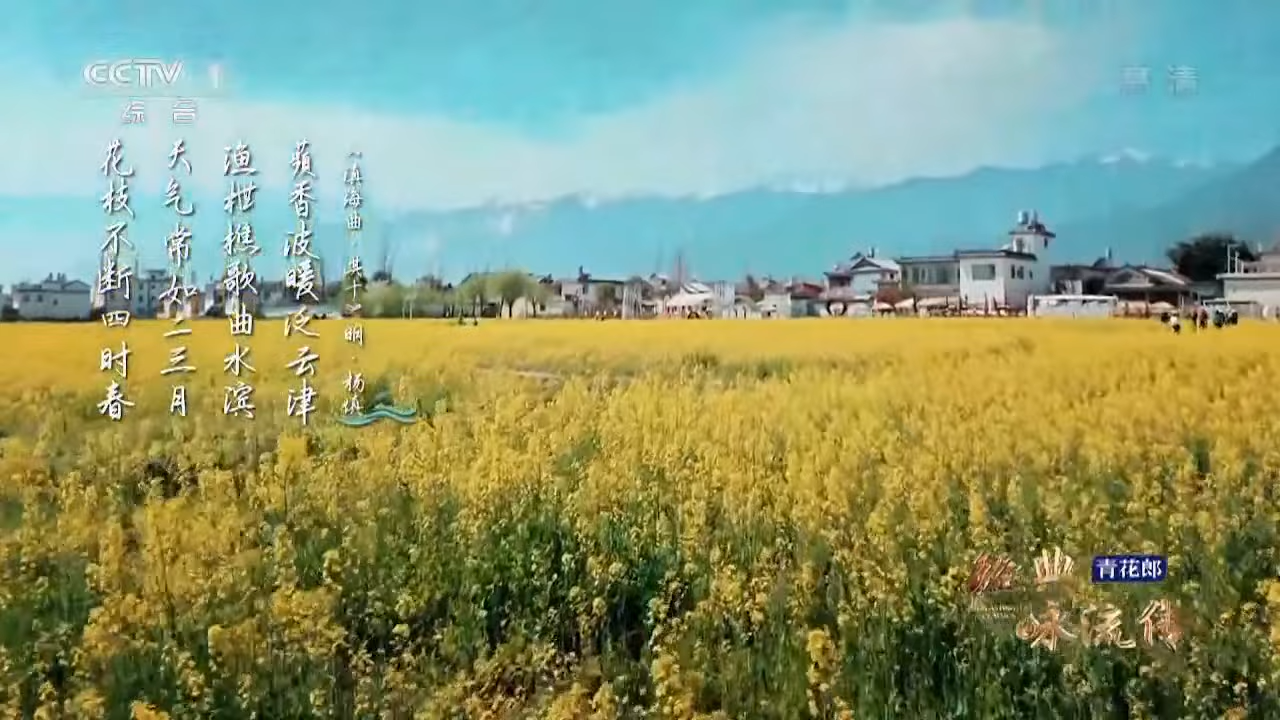 CCTV 1
综合
高清
《滇海曲·其十》明·杨慎
蘋香波暖泛云津
渔枻樵歌曲水滨
天气常如二三月
花枝不断四时春
青花郎
经典
咏流传